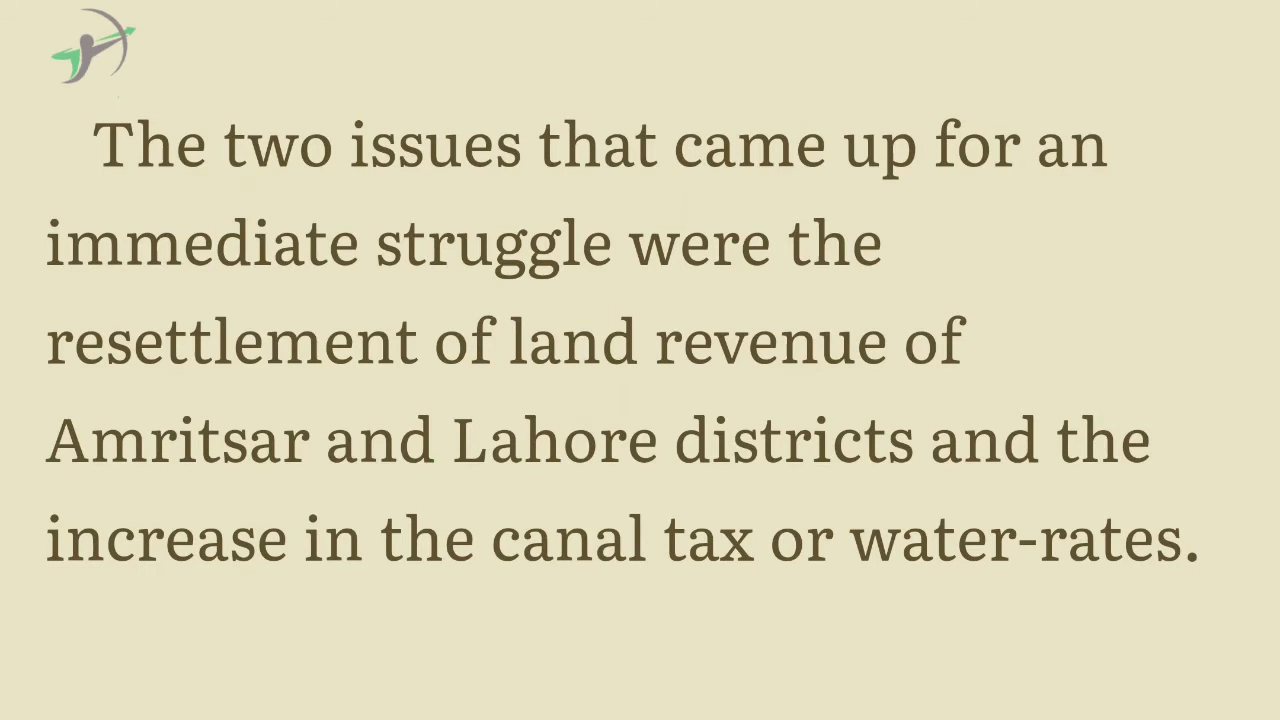 The two issues that came up for an
immediate struggle were the
resettlement of land revenue of
Amritsar and Lahore districts and the
increase in the canal tax or water-rates.